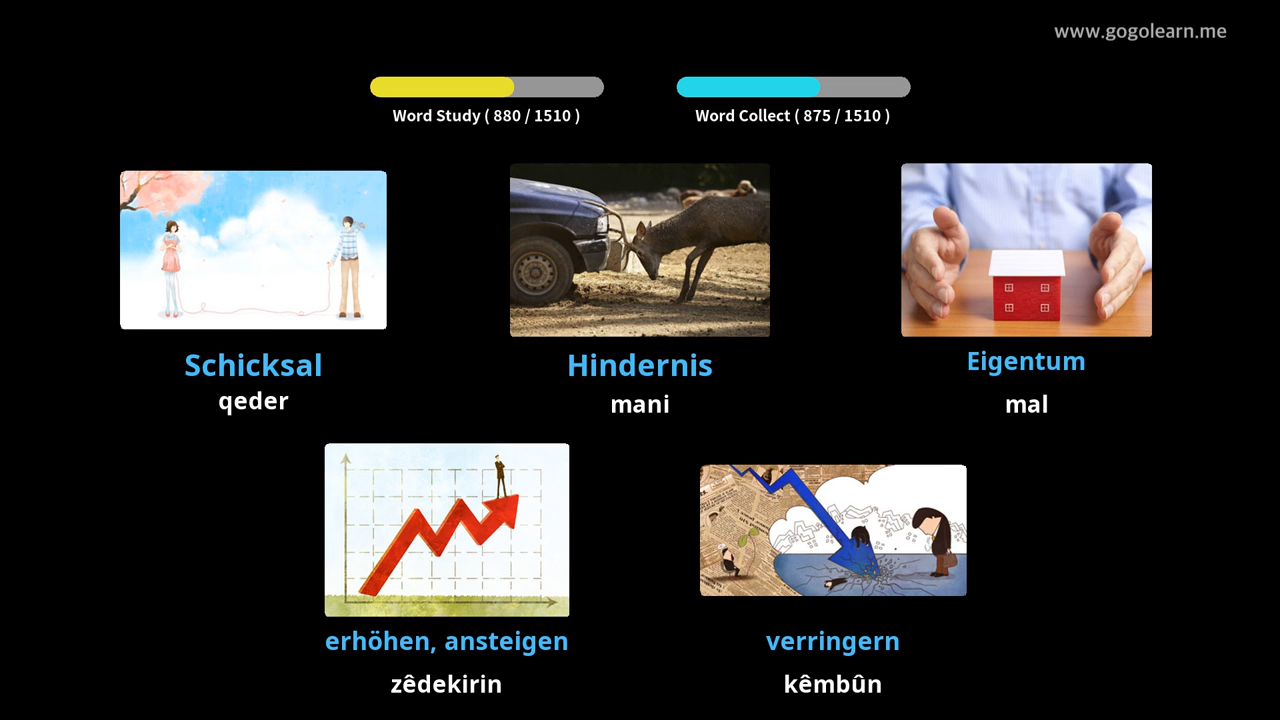 www.gogolearn.me
Word Study ( 880 / 1510 )
Word Collect ( 875 / 1510 )
Schicksal
qeder
Hindernis
mani
Eigentum
mal
erhöhen, ansteigen
zêdekirin
verringern
kêmbûn